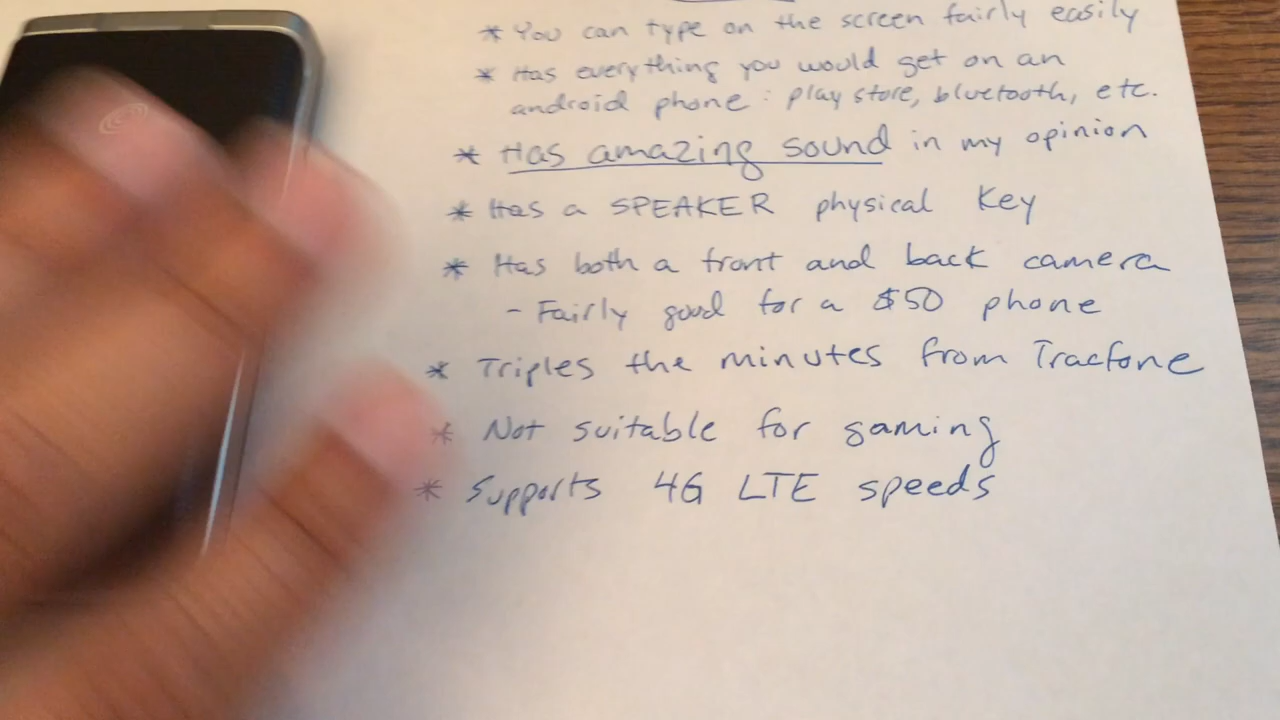 * You can type on the screen fairly easily
* Has everything you would get on an
android phone: play store, bluetooth, etc.
* Has amazing sound in my opinion
* Has a SPEAKER physical key
* Has both a front and back camera
- Fairly good for a $50 phone
* Triples the minutes from Tracfone
* Not suitable for gaming
* Supports 4G LTE speeds